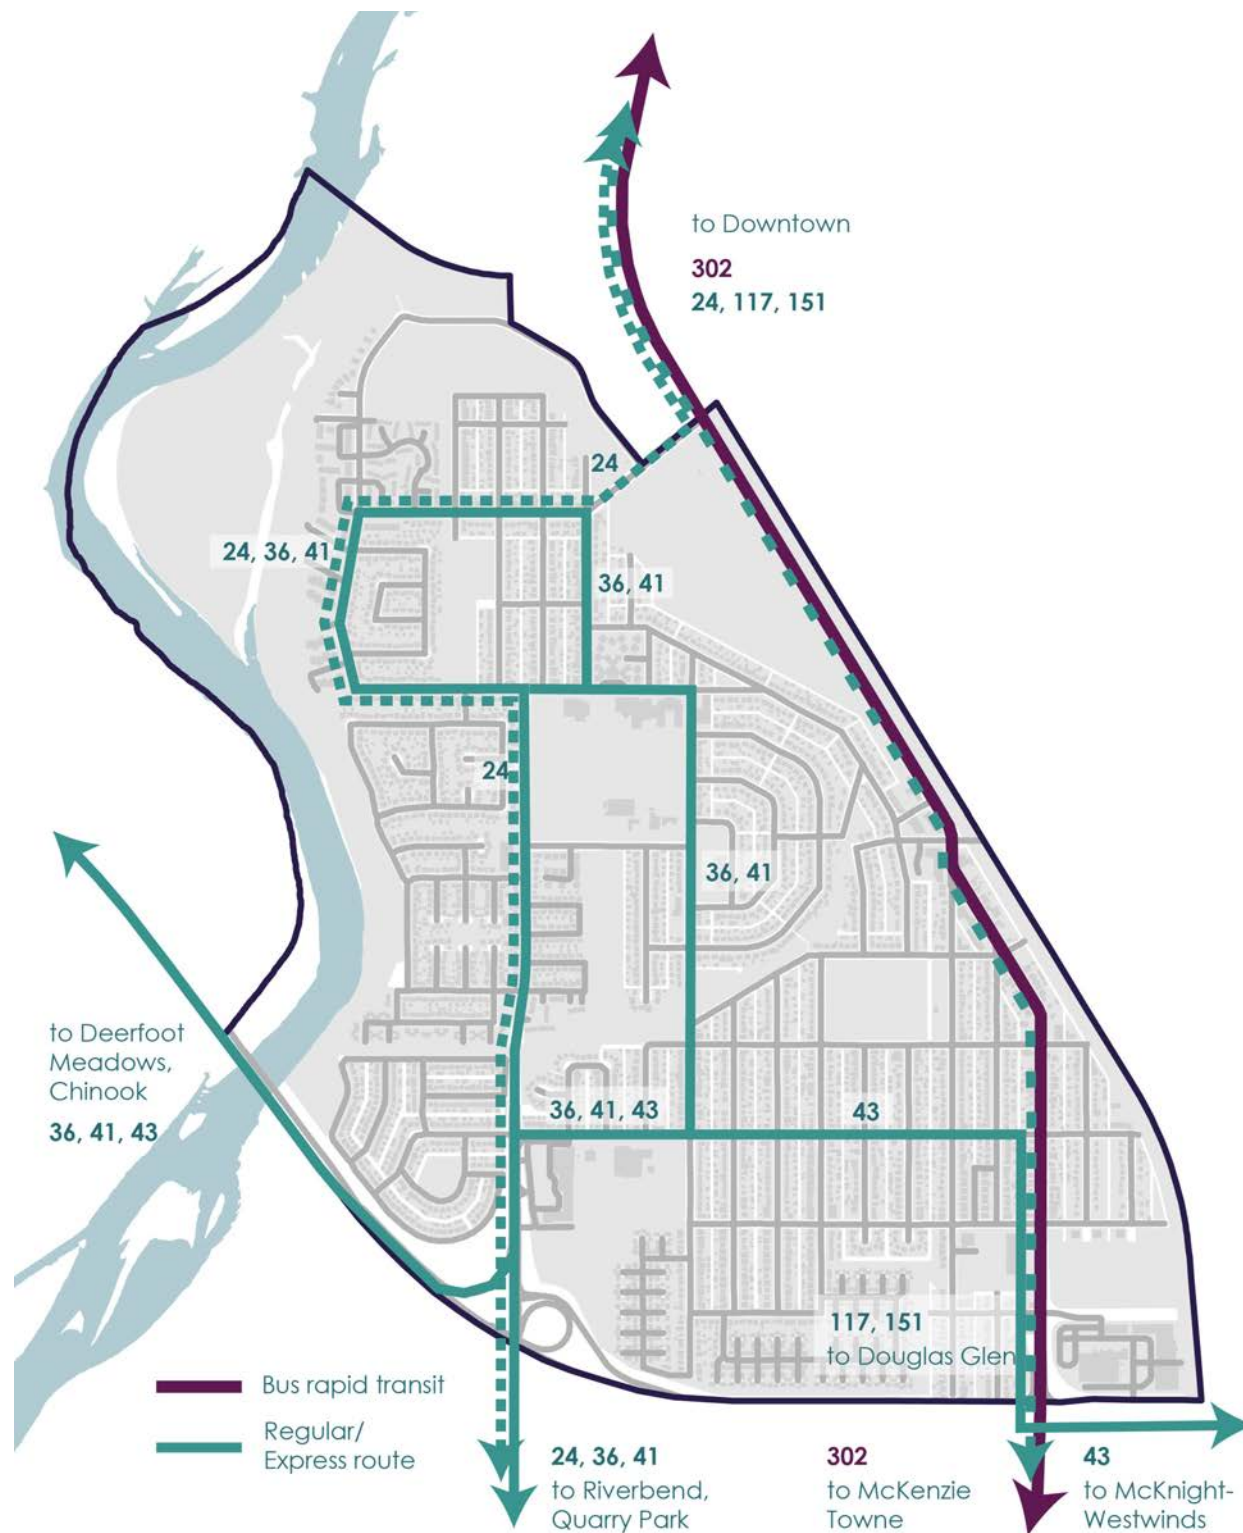 to Downtown
302
24, 117, 151
24
24, 36, 41
36, 41
24
36, 41
to Deerfoot
Meadows,
Chinook
36, 41, 43
36, 41, 43
43
117, 151
to Douglas Glen
Bus rapid transit
Regular/
Express route
24, 36, 41
to Riverbend,
Quarry Park
302
to McKenzie
Towne
43
to McKnight-
Westwinds